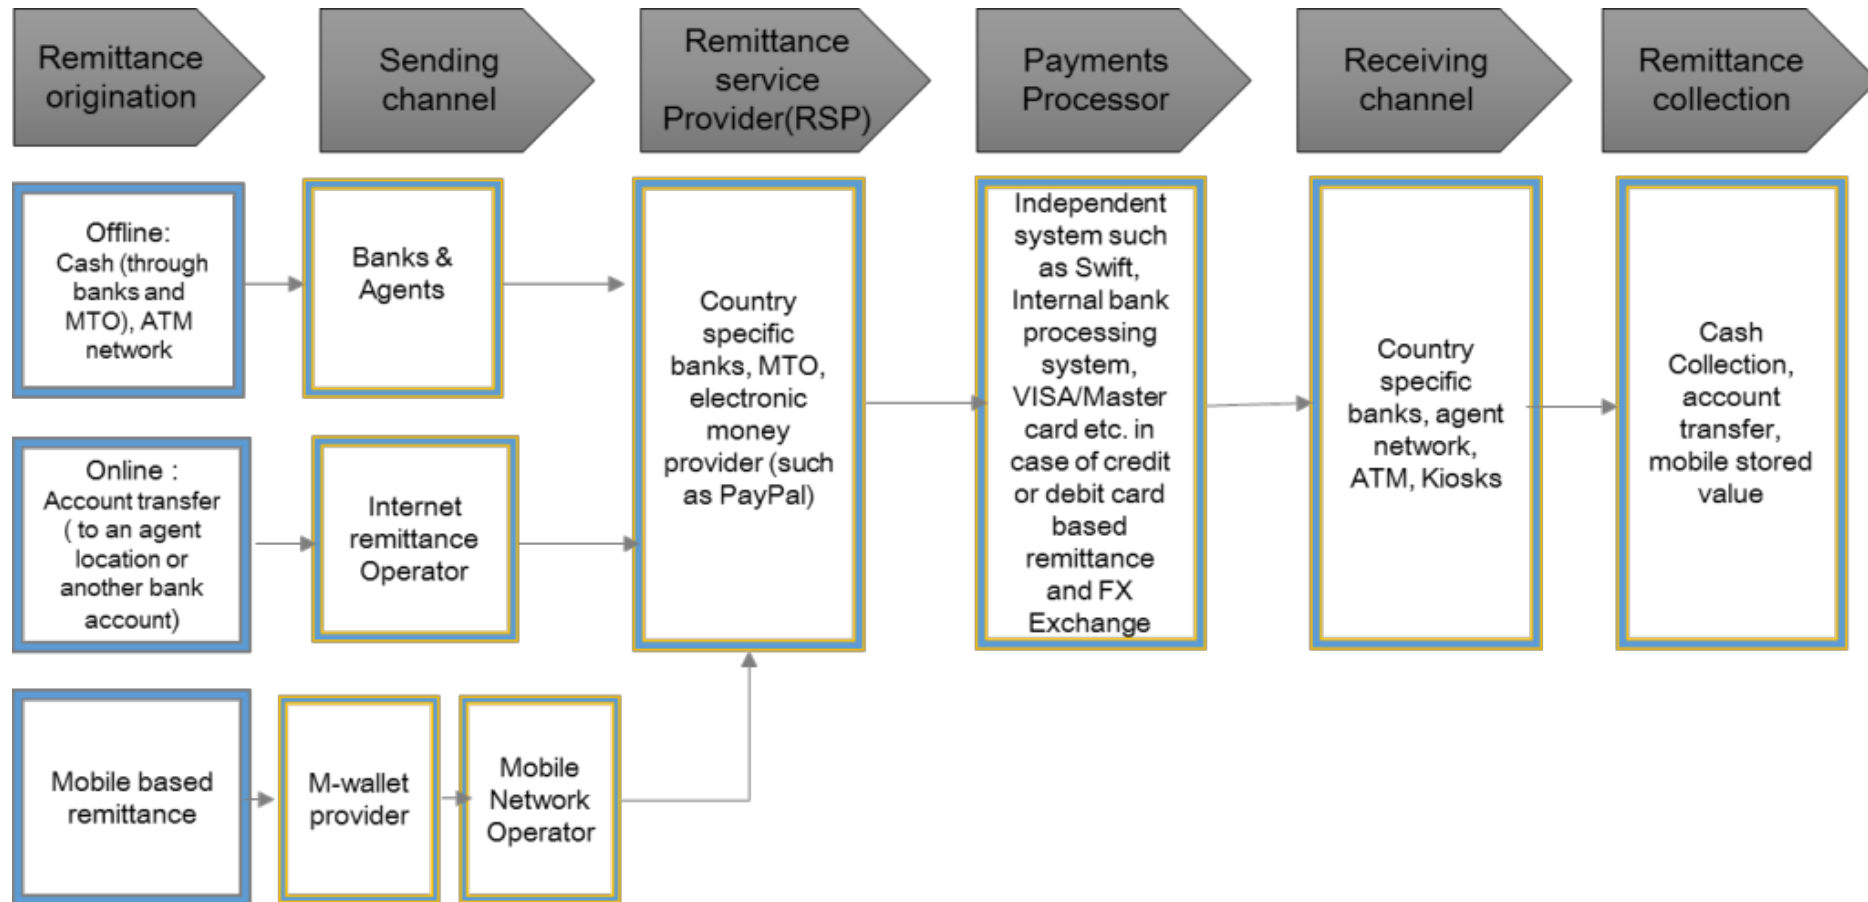 Remittance
origination
Sending
channel
Remittance
service
Provider(RSP)
Payments
Processor
Receiving
channel
Remittance
collection
Offline:
Cash (through
banks and
MTO), ATM
network
Banks &
Agents
Country
specific
banks, MTO,
electronic
money
provider (such
as PayPal)
Independent
system such
as Swift,
Internal bank
processing
system,
VISA/Master
card etc. in
case of credit
or debit card
based
remittance
and FX
Exchange
Country
specific
banks, agent
network,
ATM, Kiosks
Cash
Collection,
account
transfer,
mobile stored
value
Online :
Account transfer
( to an agent
location or
another bank
account)
Internet
remittance
Operator
Mobile based
remittance
M-wallet
provider
Mobile
Network
Operator